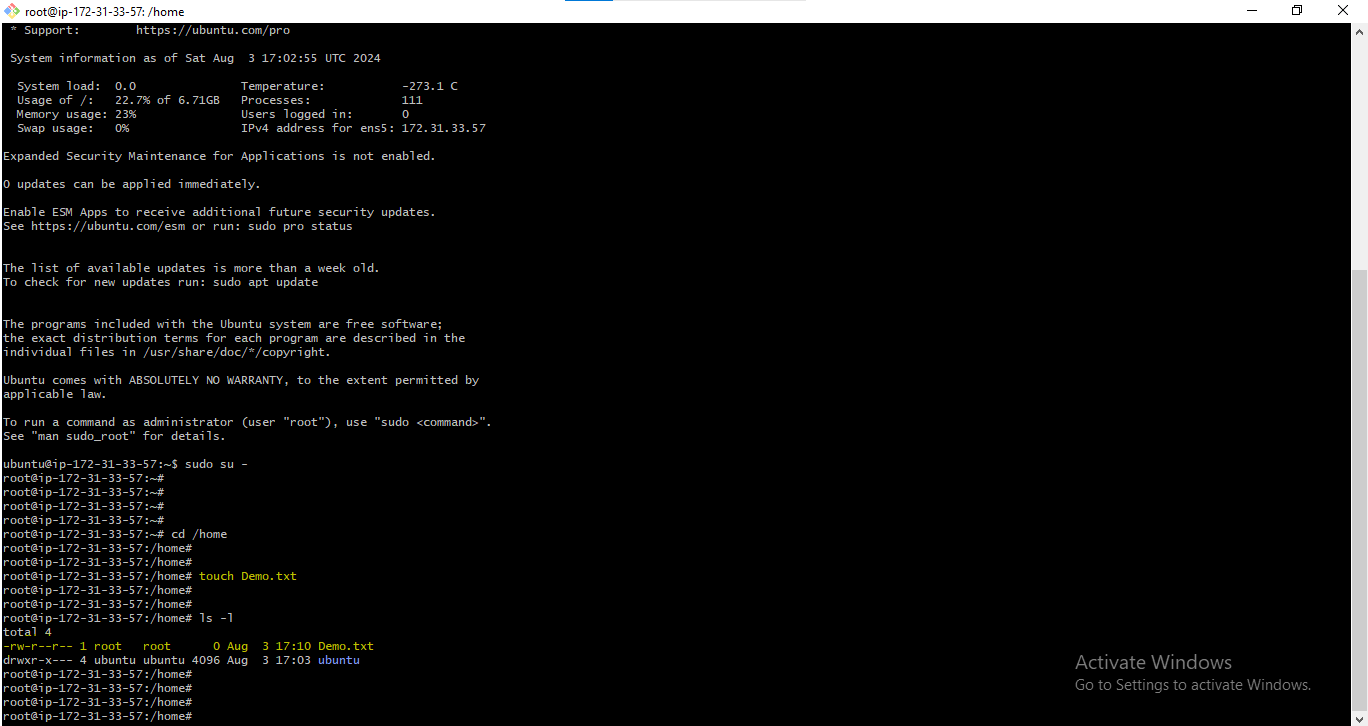 root@ip-172-31-33-57: /home
 * Support:        https://ubuntu.com/pro
 System information as of Sat Aug  3 17:02:55 UTC 2024
  System load:  0.0               Temperature:           -273.1 C
  Usage of /:   22.7% of 6.71GB   Processes:             111
  Memory usage: 23%               Users logged in:       0
  Swap usage:   0%                IPv4 address for ens5: 172.31.33.57
Expanded Security Maintenance for Applications is not enabled.
0 updates can be applied immediately.
Enable ESM Apps to receive additional future security updates.
See https://ubuntu.com/esm or run: sudo pro status
The list of available updates is more than a week old.
To check for new updates run: sudo apt update
The programs included with the Ubuntu system are free software;
the exact distribution terms for each program are described in the
individual files in /usr/share/doc/*/copyright.
Ubuntu comes with ABSOLUTELY NO WARRANTY, to the extent permitted by
applicable law.
To run a command as administrator (user "root"), use "sudo <command>".
See "man sudo_root" for details.
ubuntu@ip-172-31-33-57:~$ sudo su -
root@ip-172-31-33-57:~#
root@ip-172-31-33-57:~#
root@ip-172-31-33-57:~#
root@ip-172-31-33-57:~#
root@ip-172-31-33-57:~# cd /home
root@ip-172-31-33-57:/home#
root@ip-172-31-33-57:/home#
root@ip-172-31-33-57:/home# touch Demo.txt
root@ip-172-31-33-57:/home#
root@ip-172-31-33-57:/home#
root@ip-172-31-33-57:/home# ls -l
total 4
-rw-r--r-- 1 root   root      0 Aug  3 17:10 Demo.txt
drwxr-x--- 4 ubuntu ubuntu 4096 Aug  3 17:03 ubuntu
root@ip-172-31-33-57:/home#
root@ip-172-31-33-57:/home#
root@ip-172-31-33-57:/home#
root@ip-172-31-33-57:/home#
Activate Windows
Go to Settings to activate Windows.